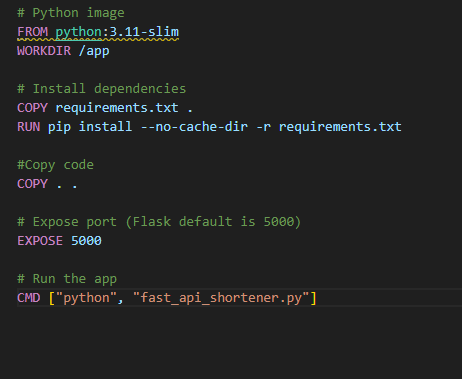 # Python image
FROM python:3.11-slim
WORKDIR /app
# Install dependencies
COPY requirements.txt .
RUN pip install --no-cache-dir -r requirements.txt
#Copy code
COPY . .
# Expose port (Flask default is 5000)
EXPOSE 5000
# Run the app
CMD ["python", "fast_api_shortener.py"]